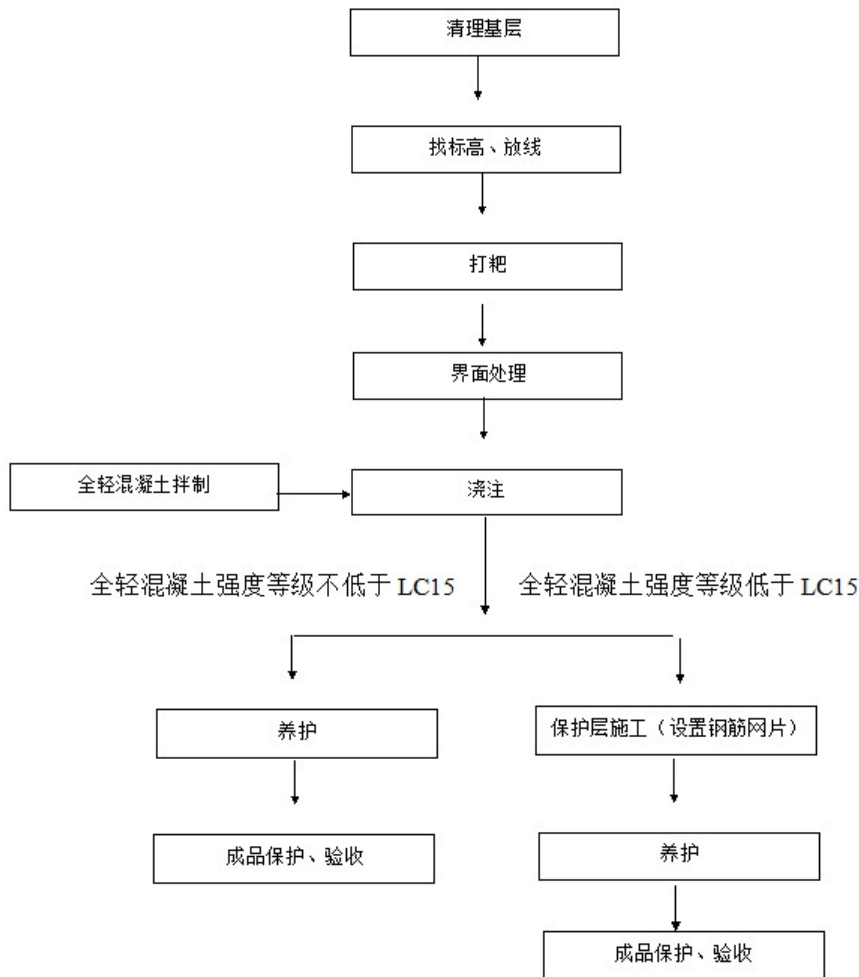 清理基层
找标高、放线
打粑
界面处理
全轻混凝土拌制
浇注
全轻混凝土强度等级不低于 LC15
全轻混凝土强度等级低于 LC15
养护
保护层施工（设置钢筋网片）
成品保护、验收
养护
成品保护、验收